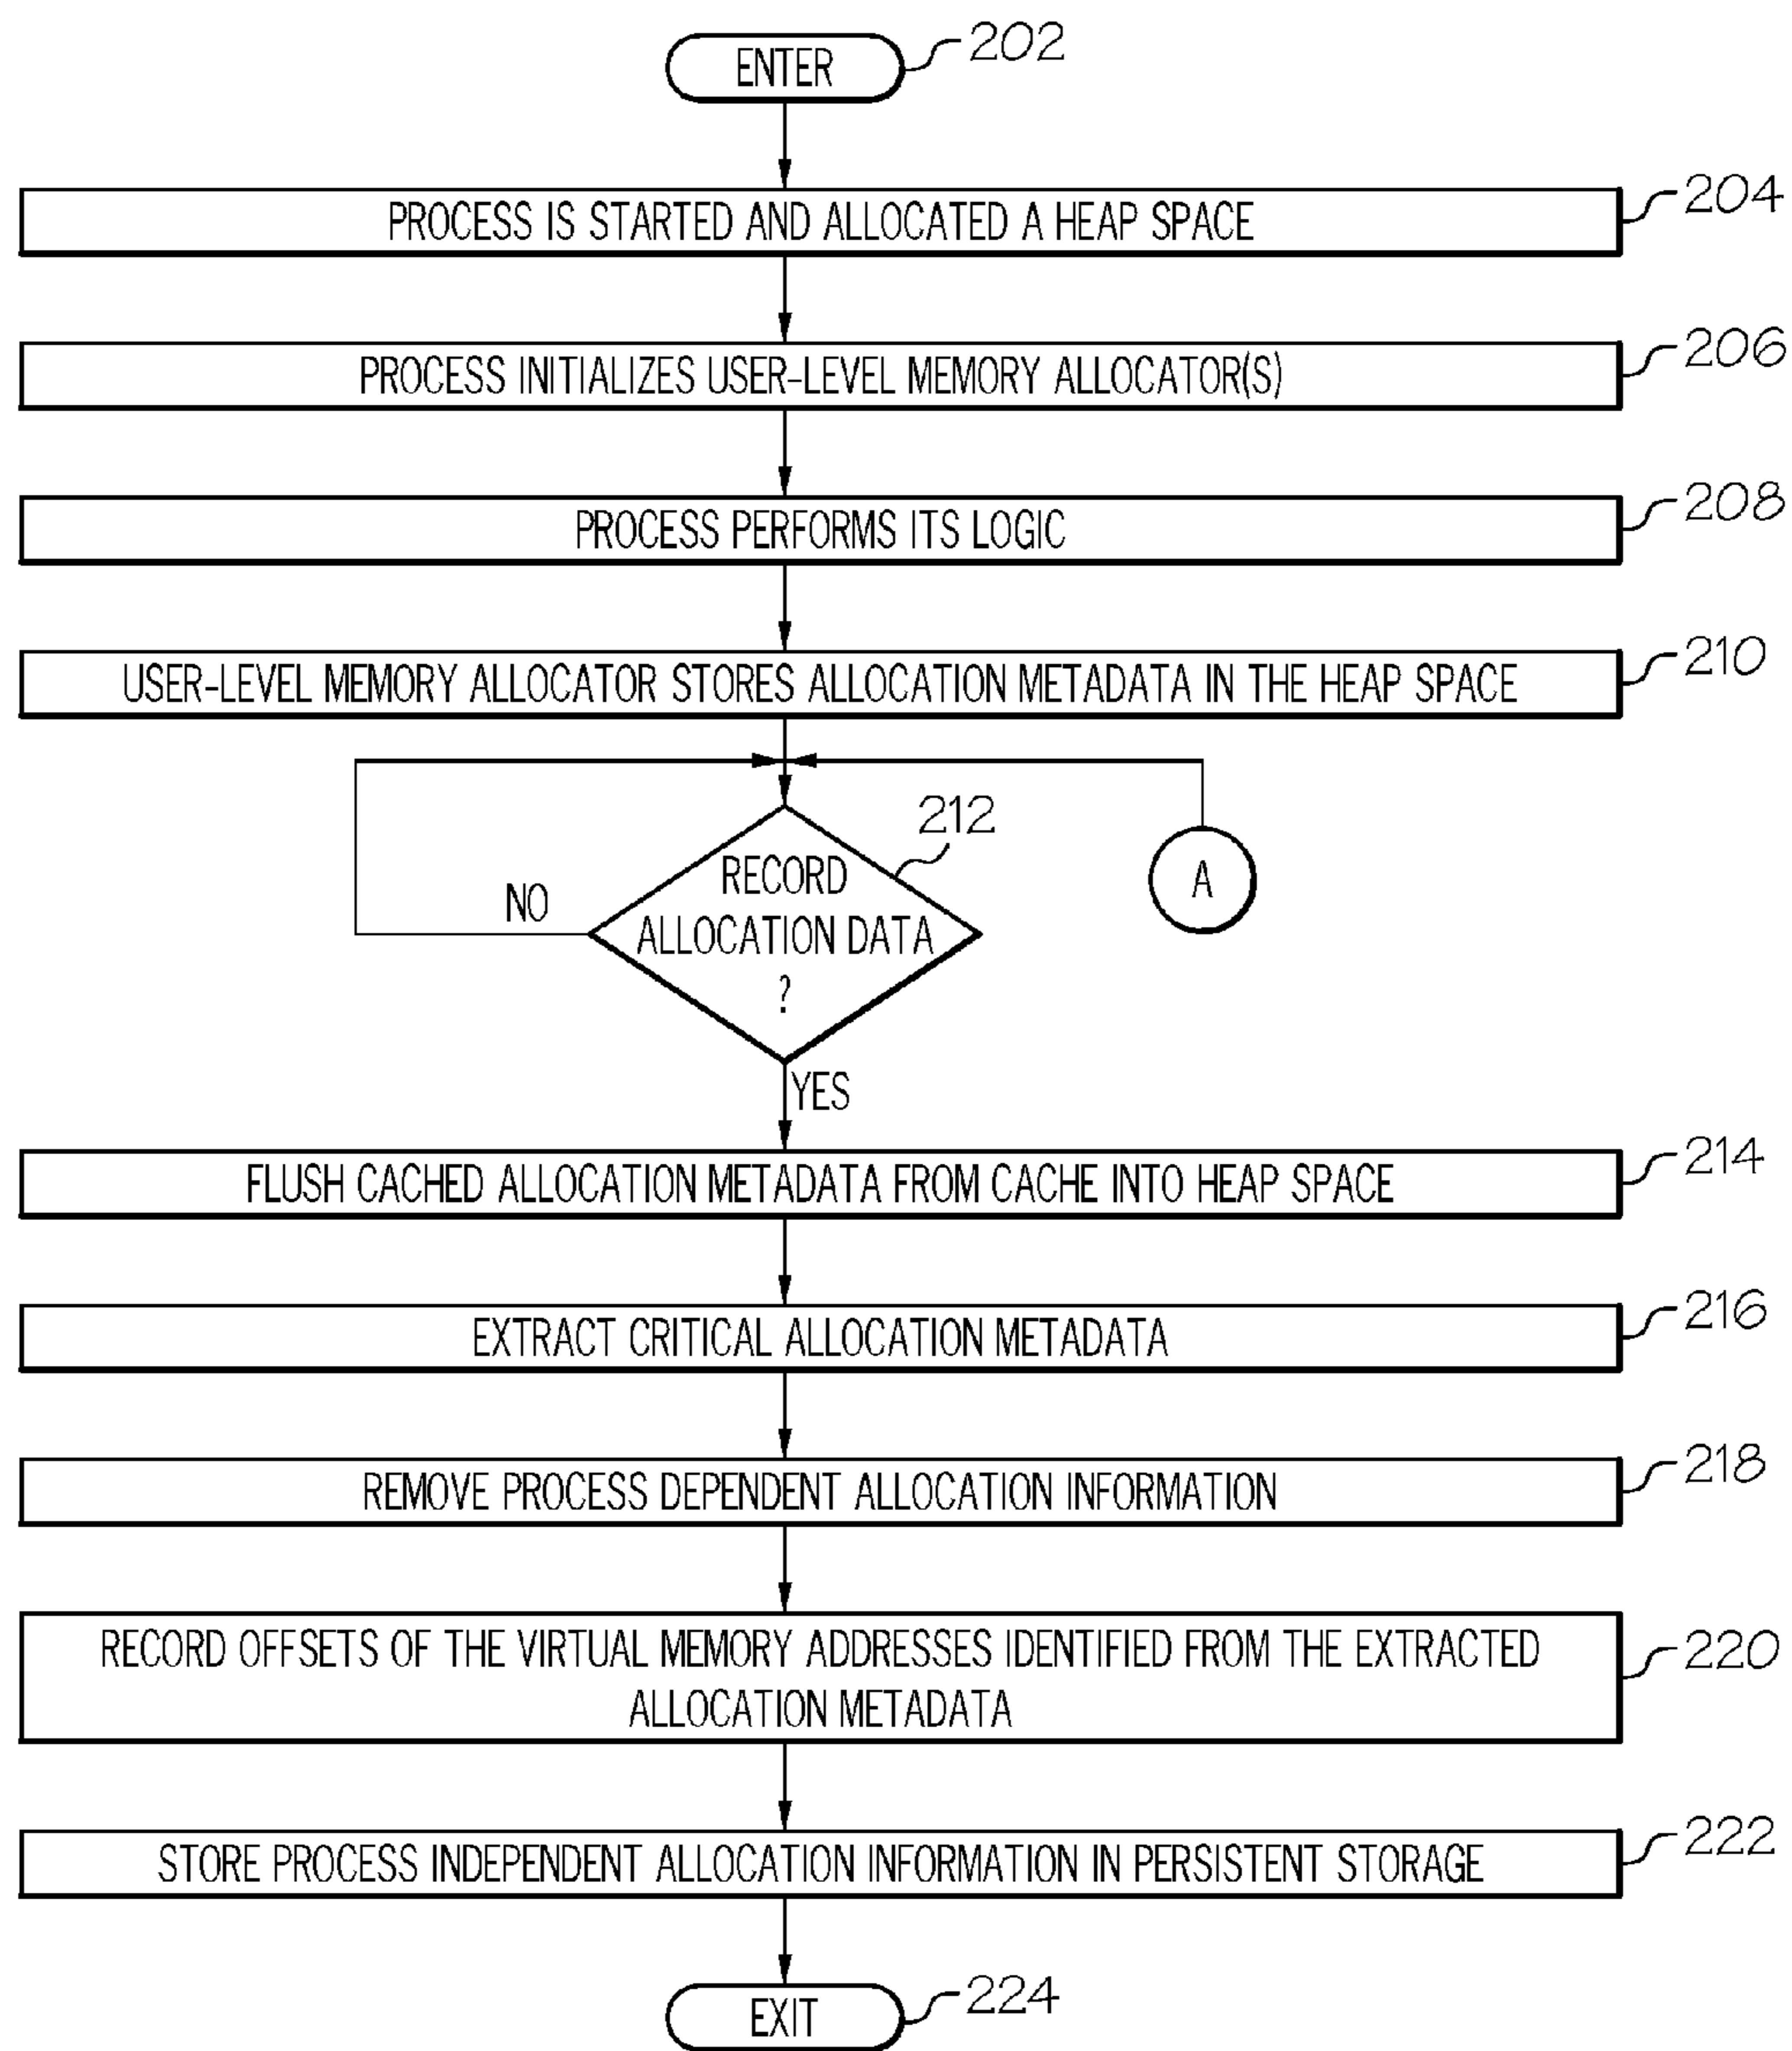 ENTER
202
PROCESS IS STARTED AND ALLOCATED A HEAP SPACE
204
PROCESS INITIALIZES USER-LEVEL MEMORY ALLOCATOR(S)
206
PROCESS PERFORMS ITS LOGIC
208
USER-LEVEL MEMORY ALLOCATOR STORES ALLOCATION METADATA IN THE HEAP SPACE
210
212
RECORD
ALLOCATION DATA
?
NO
A
YES
FLUSH CACHED ALLOCATION METADATA FROM CACHE INTO HEAP SPACE
214
EXTRACT CRITICAL ALLOCATION METADATA
216
REMOVE PROCESS DEPENDENT ALLOCATION INFORMATION
218
RECORD OFFSETS OF THE VIRTUAL MEMORY ADDRESSES IDENTIFIED FROM THE EXTRACTED
ALLOCATION METADATA
220
STORE PROCESS INDEPENDENT ALLOCATION INFORMATION IN PERSISTENT STORAGE
222
EXIT
224